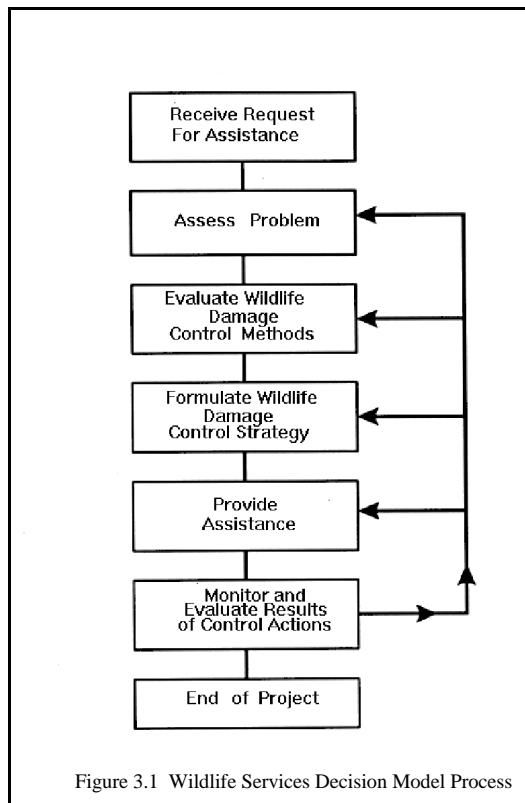 Receive Request
For Assistance
Assess Problem
Evaluate Wildlife
Damage
Control Methods
Formulate Wildlife
Damage
Control Strategy
Provide
Assistance
Monitor and
Evaluate Results
of Control Actions
End of Project
Figure 3.1 Wildlife Services Decision Model Process